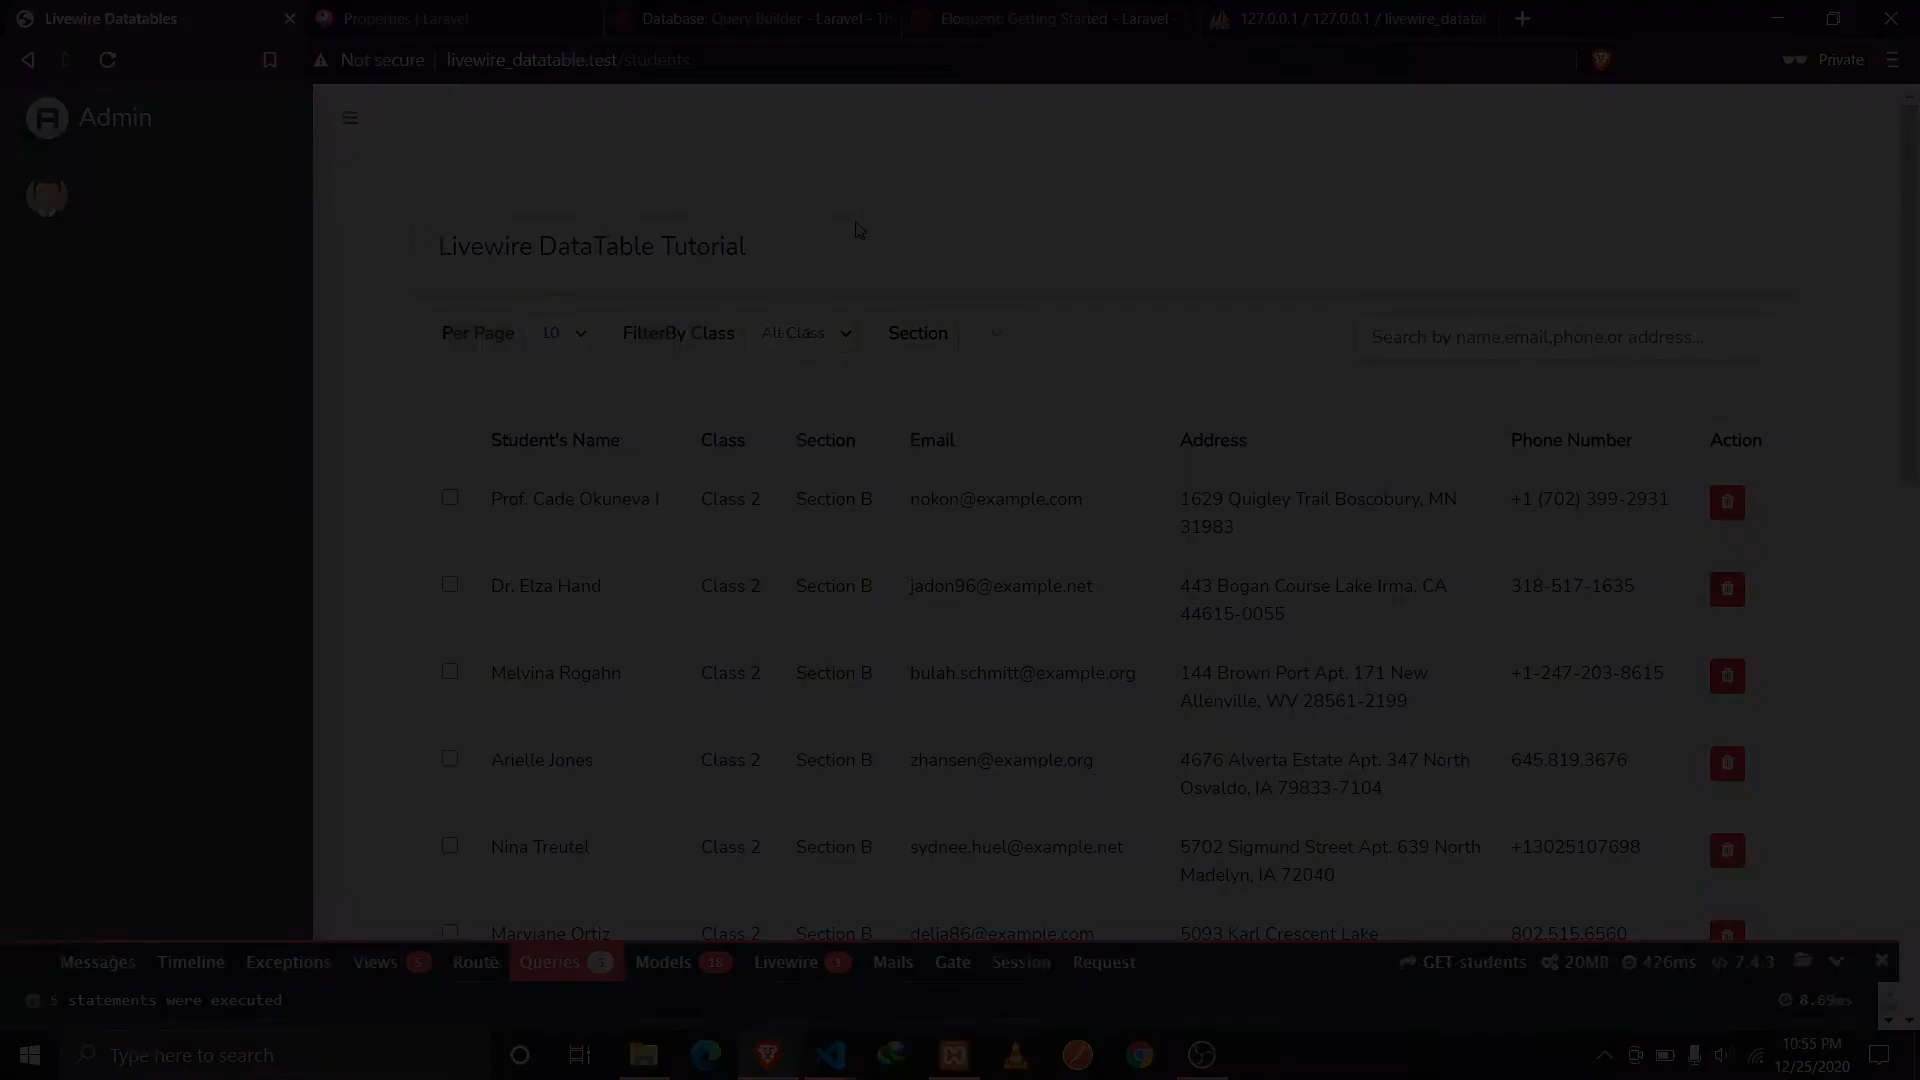 Livewire Datatables
Properties | Laravel
Database: Query Builder - Laravel - Th
Eloquent: Getting Started - Laravel -
127.0.0.1 / 127.0.0.1 / livewire_datatal
Not secure
livewire_datatable.test/students
Private
Admin
Livewire DataTable Tutorial
Per Page 10 FilterBy Class All Class Section
Search by name,email,phone,or address...
Student's Name Class Section Email Address Phone Number Action
Prof. Cade Okuneva I Class 2 Section B nokon@example.com 1629 Quigley Trail Boscobury, MN +1 (702) 399-2931
31983
Dr. Elza Hand Class 2 Section B jadon96@example.net 443 Bogan Course Lake Irma, CA 318-517-1635
44615-0055
Melvina Rogahn Class 2 Section B bulah.schmitt@example.org 144 Brown Port Apt. 171 New +1-247-203-8615
Allenville, WV 28561-2199
Arielle Jones Class 2 Section B zhansen@example.org 4676 Alverta Estate Apt. 347 North 645.819.3676
Osvaldo, IA 79833-7104
Nina Treutel Class 2 Section B sydnee.huel@example.net 5702 Sigmund Street Apt. 639 North +13025107698
Madelyn, IA 72040
Maryjane Ortiz Class 2 Section B delia86@example.com 5093 Karl Crescent Lake 802.515.6560
Messages Timeline Exceptions Views 5 Route Queries 5 Models 18 Livewire 1 Mails Gate Session Request GET students 20MB 426ms 7.4.3
5 statements were executed 8.69ms
Type here to search
10:55 PM
12/25/2020